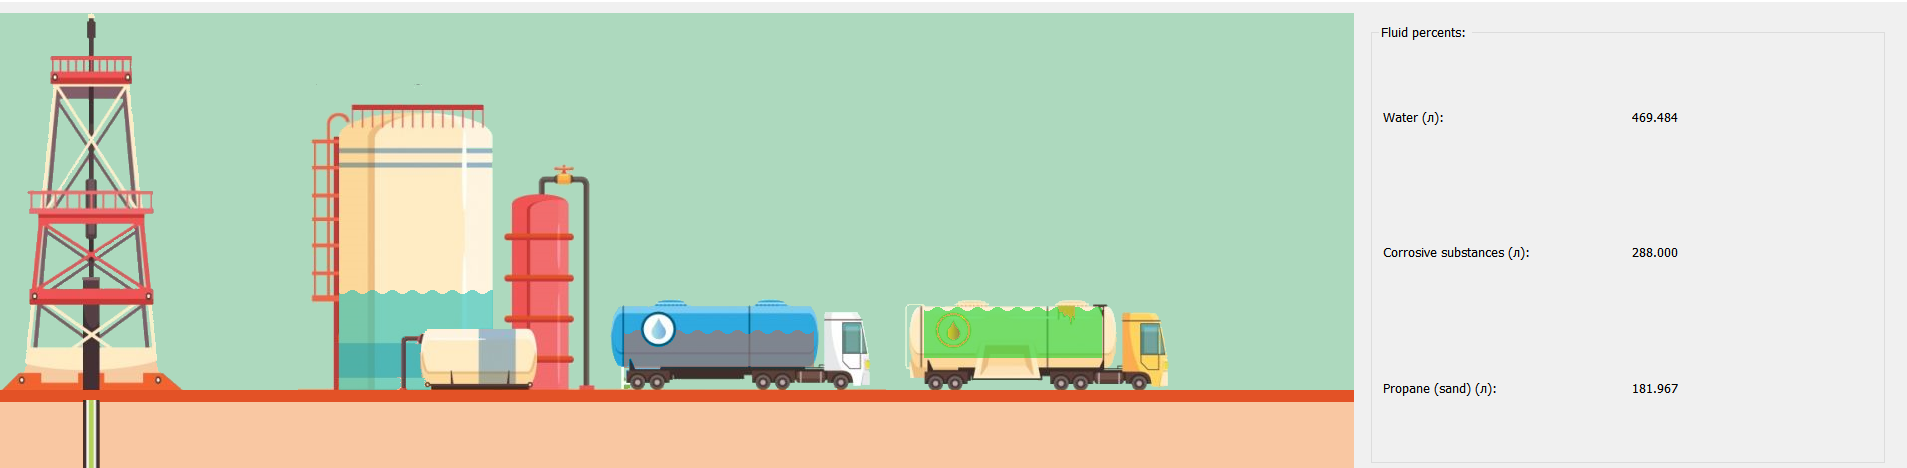 Fluid percents:
Water (л): 469.484
Corrosive substances (л): 288.000
Propane (sand) (л): 181.967